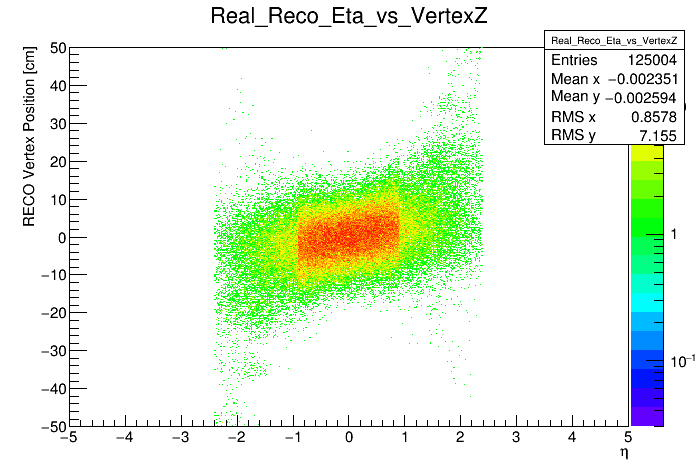 Real_Reco_Eta_vs_VertexZ
Real_Reco_Eta_vs_VertexZ
Entries 125004
Mean x −0.002351
Mean y −0.002594
RMS x 0.8578
RMS y 7.155
RECO Vertex Position [cm]
50
40
30
20
10
0
−10
−20
−30
−40
−50
−5 −4 −3 −2 −1 0 1 2 3 4 5
η
1
10⁻¹